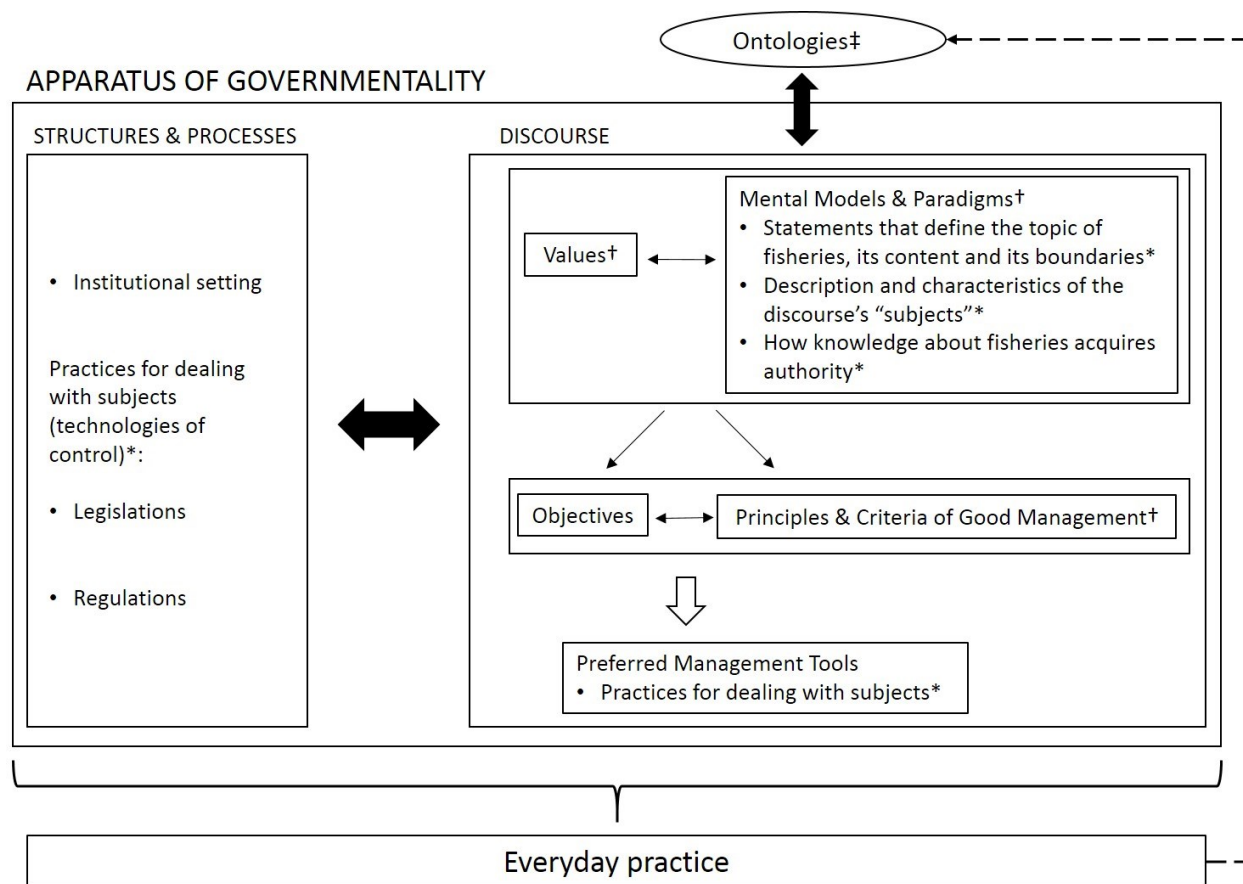 Ontologies‡
APPARATUS OF GOVERNMENTALITY
STRUCTURES & PROCESSES
• Institutional setting
Practices for dealing
with subjects
(technologies of
control)*:
• Legislations
• Regulations
DISCOURSE
Values†
Mental Models & Paradigms†
• Statements that define the topic of
fisheries, its content and its boundaries*
• Description and characteristics of the
discourse’s “subjects”*
• How knowledge about fisheries acquires
authority*
Objectives
Principles & Criteria of Good Management†
Preferred Management Tools
• Practices for dealing with subjects*
Everyday practice